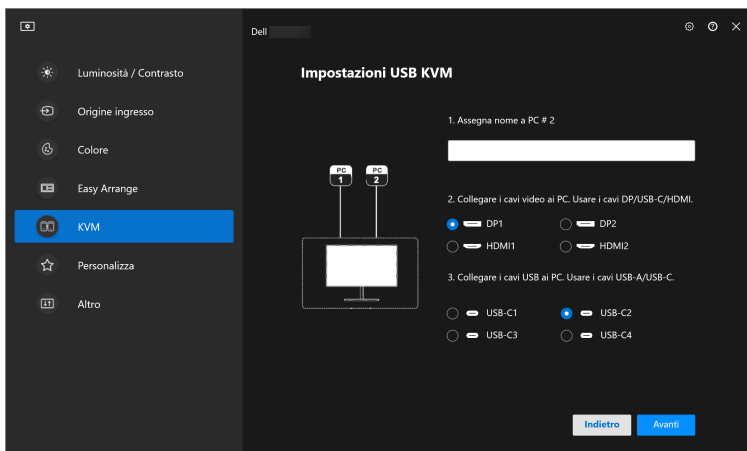 Dell
Luminosità / Contrasto
Origine ingresso
Colore
Easy Arrange
KVM
Personalizza
Altro
Impostazioni USB KVM
PC
1
PC
2
1. Assegna nome a PC # 2
2. Collegare i cavi video ai PC. Usare i cavi DP/USB-C/HDMI.
DP1
DP2
HDMI1
HDMI2
3. Collegare i cavi USB ai PC. Usare i cavi USB-A/USB-C.
USB-C1
USB-C2
USB-C3
USB-C4
Indietro
Avanti